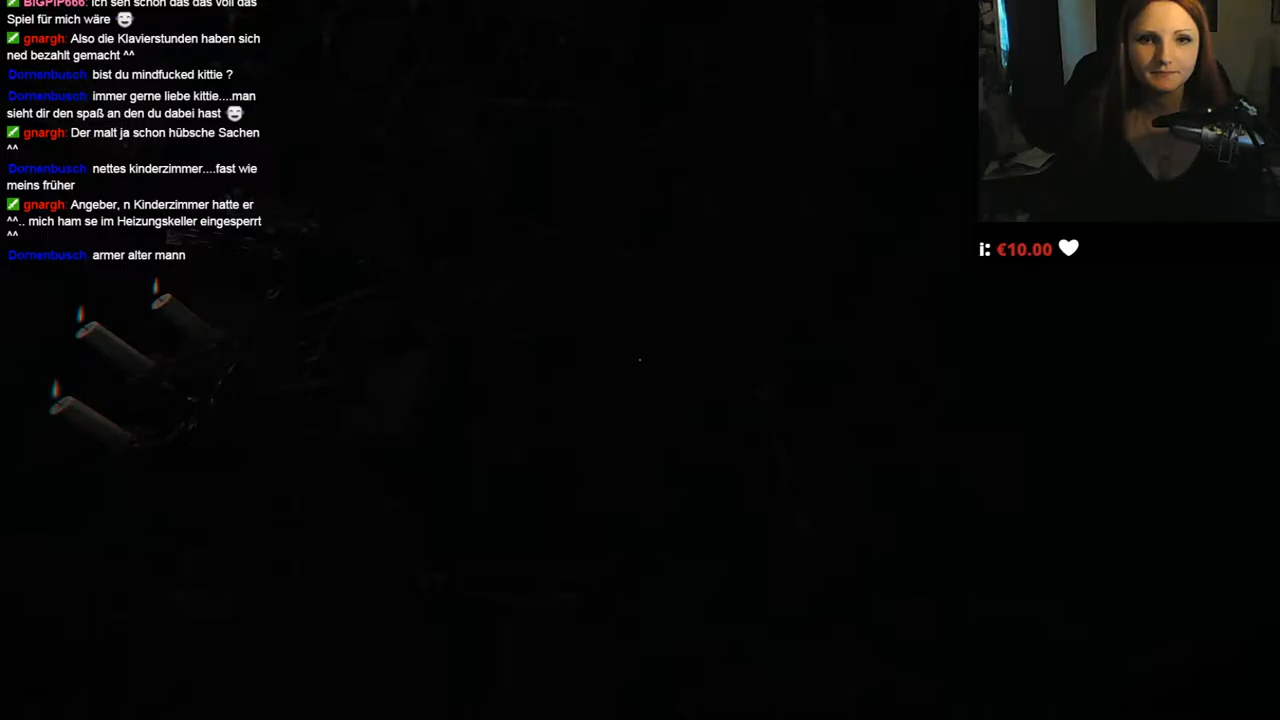 BIGPIP666: Ich seh schon das das voll das
Spiel für mich wäre
gnargh: Also die Klavierstunden haben sich
ned bezahlt gemacht ^^
Dornenbusch: bist du mindfucked kittie ?
Dornenbusch: immer gerne liebe kittie....man
sieht dir den spaß an den du dabei hast
gnargh: Der malt ja schon hübsche Sachen
^^
Dornenbusch: nettes kinderzimmer....fast wie
meins früher
gnargh: Angeber, n Kinderzimmer hatte er
^^.. mich ham se im Heizungskeller eingesperrt
^^
Dornenbusch: armer alter mann
i: €10.00